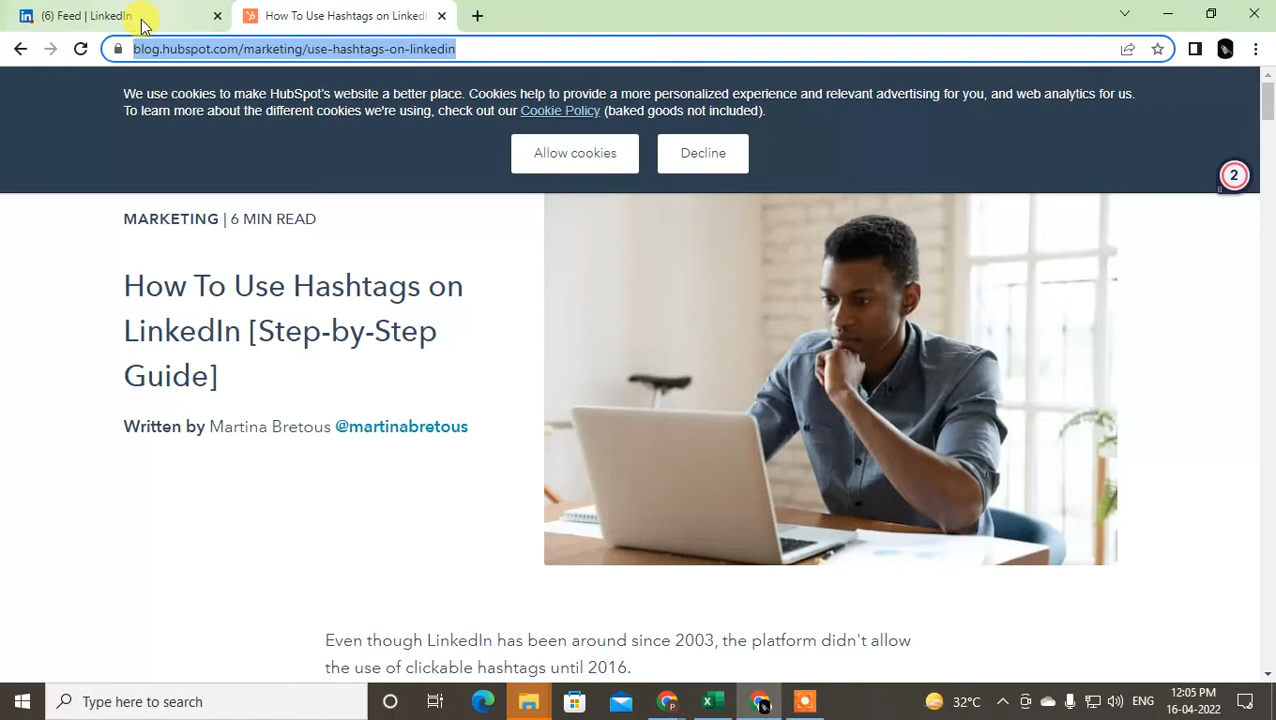 (6) Feed | LinkedIn
How To Use Hashtags on LinkedI
blog.hubspot.com/marketing/use-hashtags-on-linkedin
We use cookies to make HubSpot's website a better place. Cookies help to provide a more personalized experience and relevant advertising for you, and web analytics for us.
To learn more about the different cookies we're using, check out our Cookie Policy (baked goods not included).
Allow cookies
Decline
2
MARKETING | 6 MIN READ
How To Use Hashtags on
LinkedIn [Step-by-Step
Guide]
Written by Martina Bretous @martinabretous
Even though LinkedIn has been around since 2003, the platform didn't allow
the use of clickable hashtags until 2016.
Type here to search
32°C
ENG
12:05 PM
16-04-2022